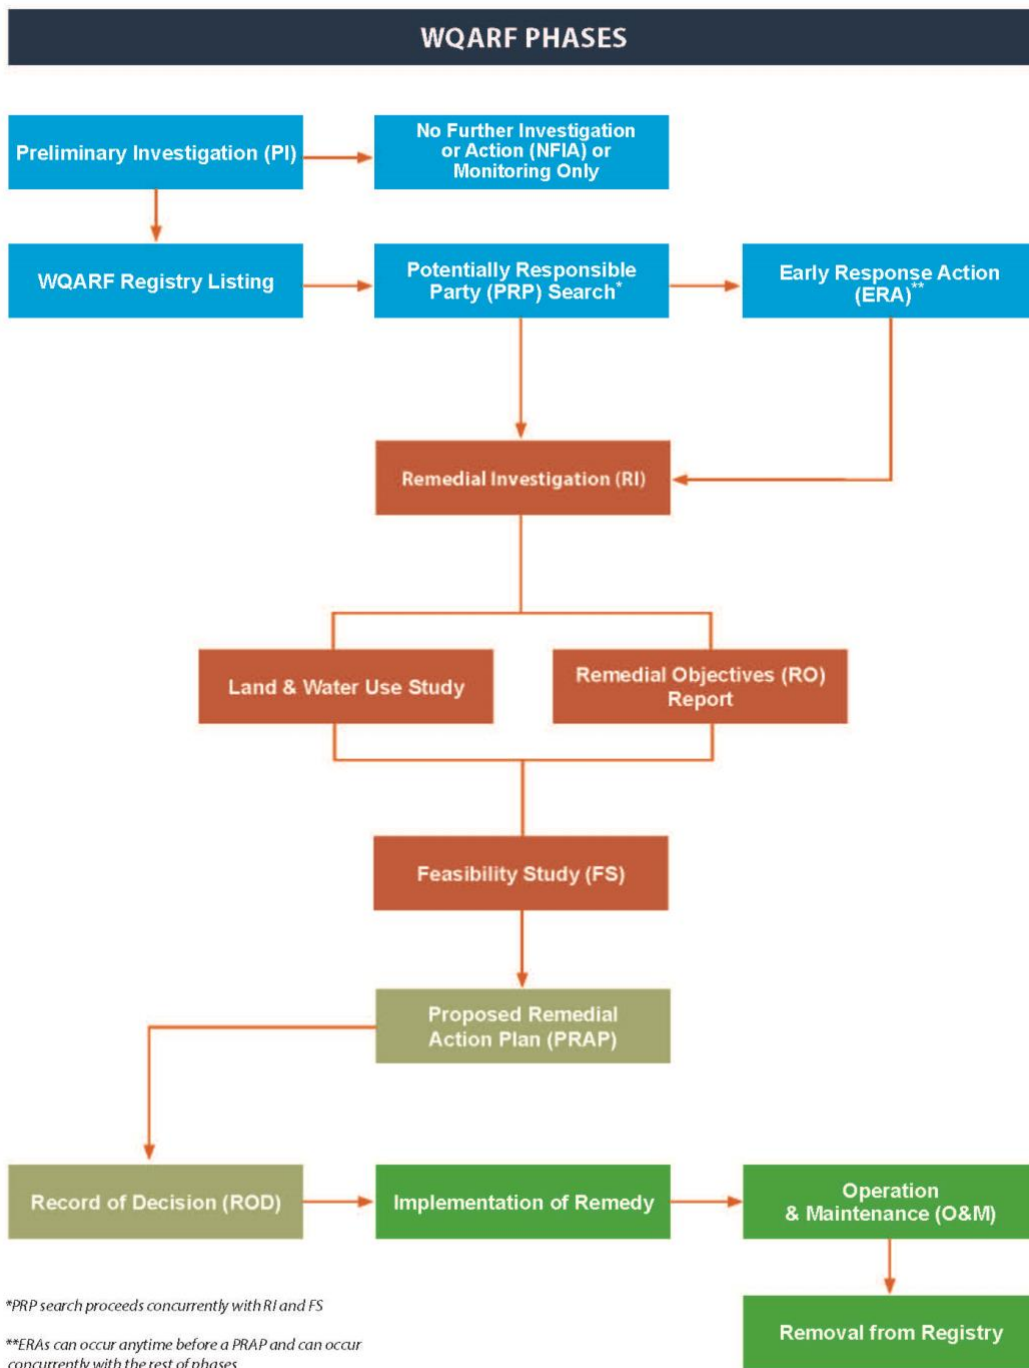 WQARF PHASES
Preliminary Investigation (PI)
No Further Investigation
or Action (NFIA) or
Monitoring Only
WQARF Registry Listing
Potentially Responsible
Party (PRP) Search*
Early Response Action
(ERA)**
Remedial Investigation (RI)
Land & Water Use Study
Remedial Objectives (RO)
Report
Feasibility Study (FS)
Proposed Remedial
Action Plan (PRAP)
Record of Decision (ROD)
Implementation of Remedy
Operation
& Maintenance (O&M)
*PRP search proceeds concurrently with RI and FS
Removal from Registry
**ERAs can occur anytime before a PRAP and can occur
concurrently with the rest of phases